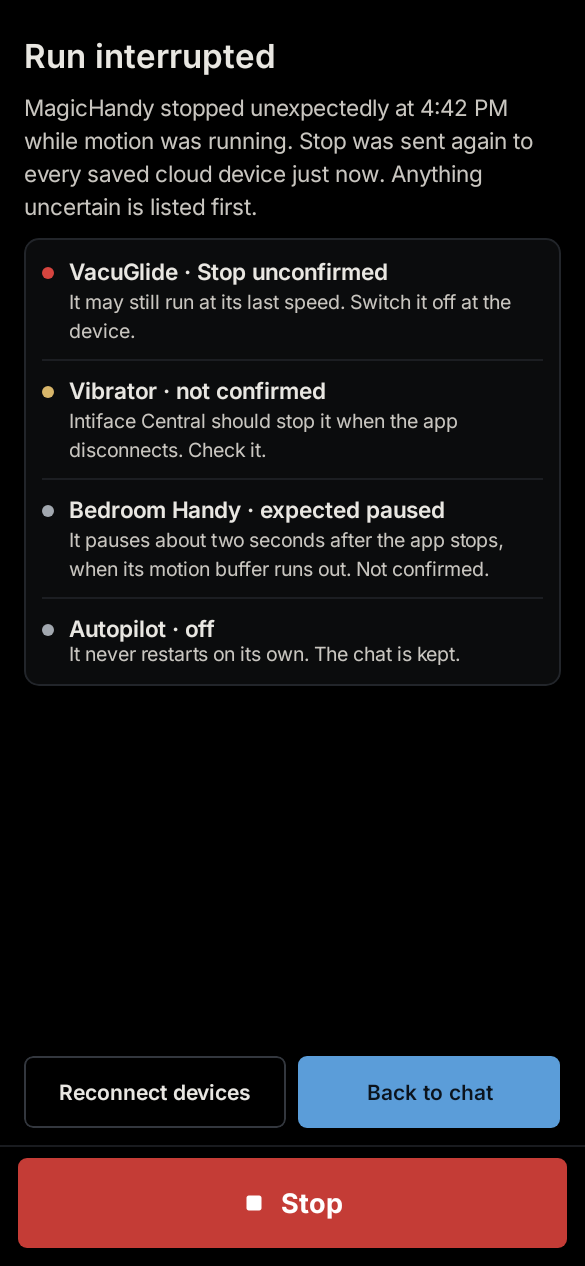 Run interrupted
MagicHandy stopped unexpectedly at 4:42 PM
while motion was running. Stop was sent again to
every saved cloud device just now. Anything
uncertain is listed first.
VacuGlide · Stop unconfirmed
It may still run at its last speed. Switch it off at the
device.
Vibrator · not confirmed
Intiface Central should stop it when the app
disconnects. Check it.
Bedroom Handy · expected paused
It pauses about two seconds after the app stops,
when its motion buffer runs out. Not confirmed.
Autopilot · off
It never restarts on its own. The chat is kept.
Reconnect devices
Back to chat
Stop